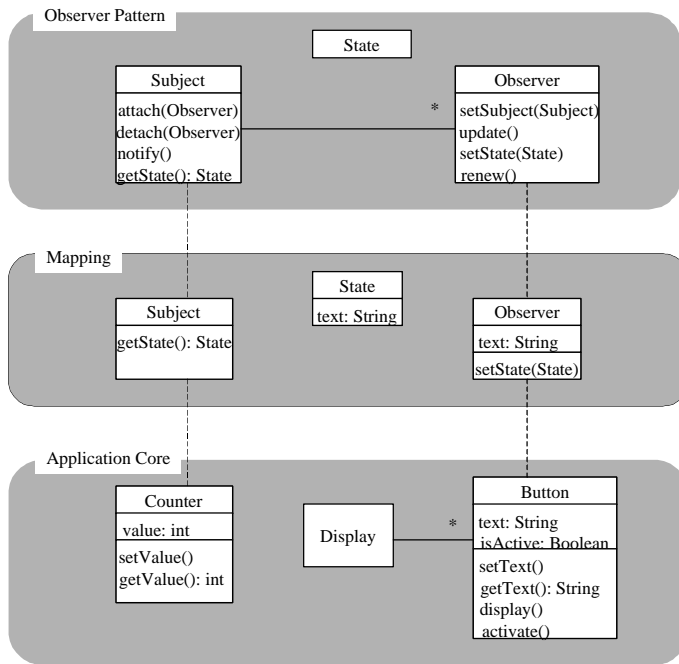 Observer Pattern
State
Subject
attach(Observer)
detach(Observer)
notify()
getState(): State
*
Observer
setSubject(Subject)
update()
setState(State)
renew()
Mapping
State
text: String
Subject
getState(): State
Observer
text: String
setState(State)
Application Core
Counter
value: int
setValue()
getValue(): int
Display
*
Button
text: String
isActive: Boolean
setText()
getText(): String
display()
activate()